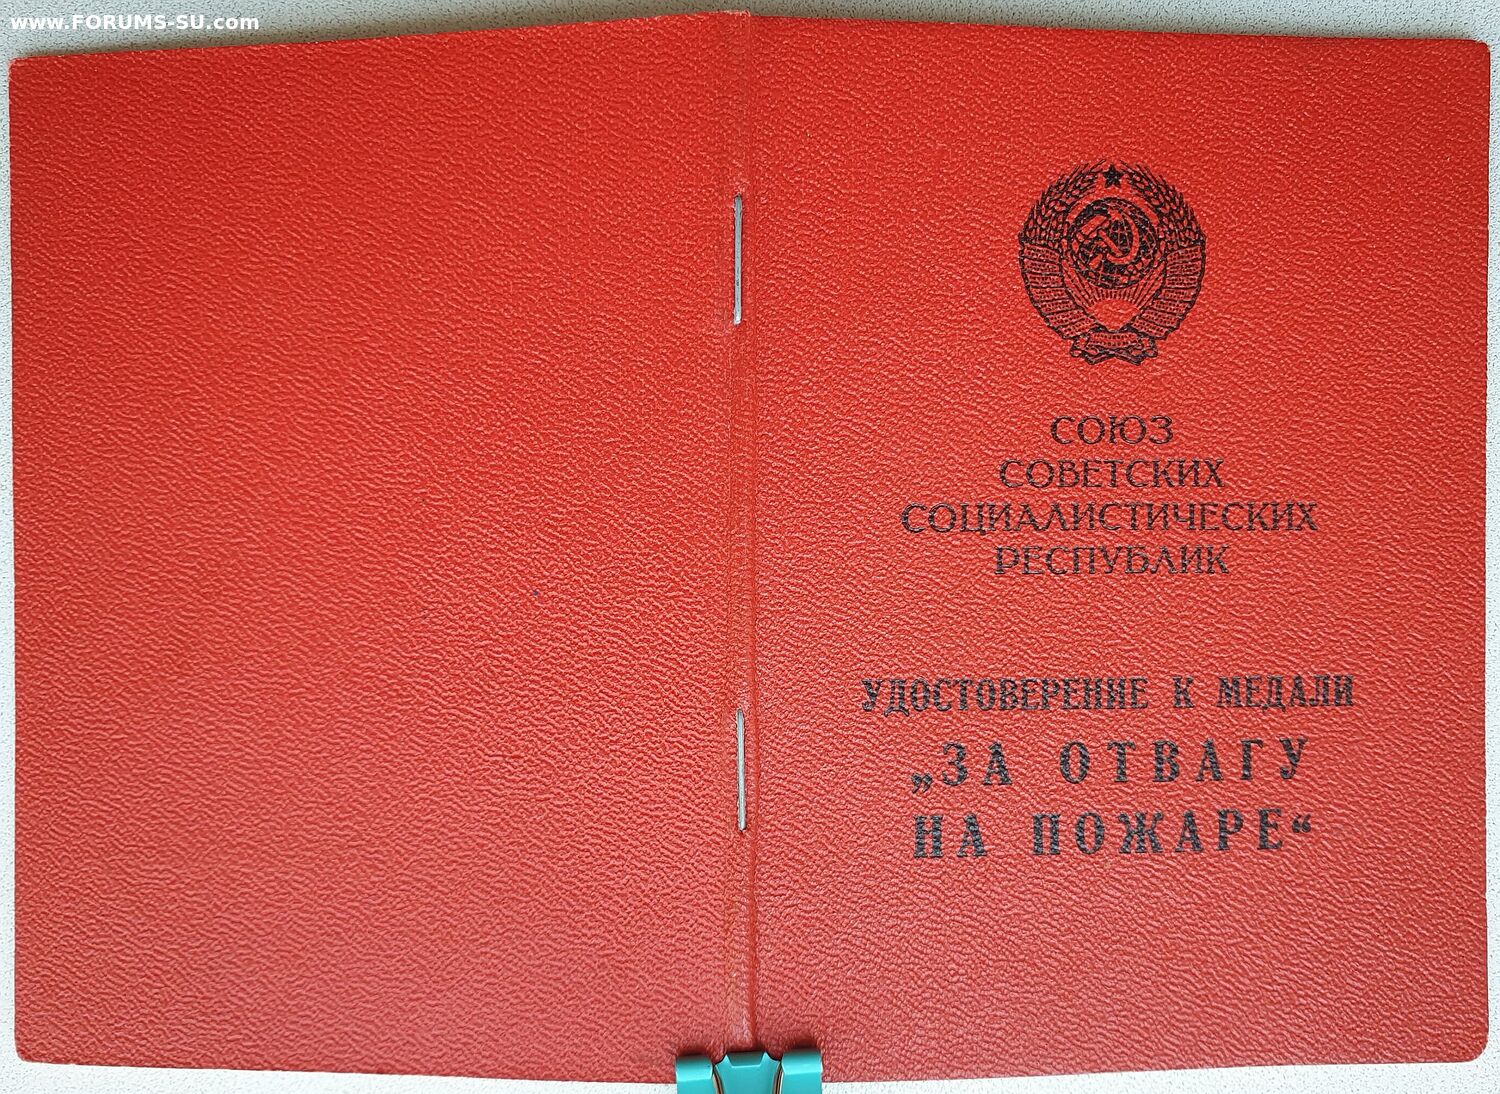 www.FORUMS-SU.com
СОЮЗ
СОВЕТСКИХ
СОЦИАЛИСТИЧЕСКИХ
РЕСПУБЛИК
УДОСТОВЕРЕНИЕ К МЕДАЛИ
„ЗА ОТВАГУ
НА ПОЖАРЕ“